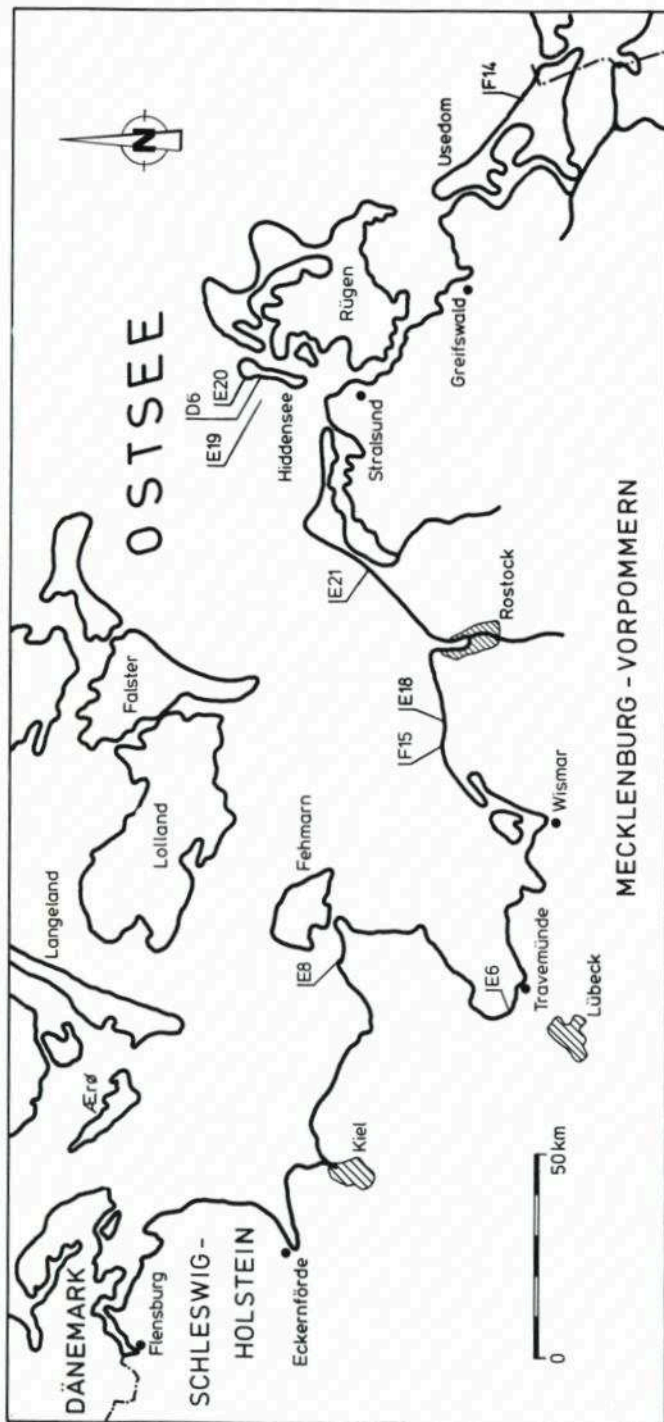 DÄNEMARK
Flensburg
SCHLESWIG-
HOLSTEIN
Eckernförde
Kiel
0
50 km
Ærø
Langeland
Lolland
Falster
Fehmarn
E8
E6
Travemünde
Lübeck
Wismar
F15
E18
Rostock
E21
MECKLENBURG - VORPOMMERN
OSTSEE
E19
D6
E20
Hiddensee
Stralsund
Rügen
Greifswald
Usedom
F14
N